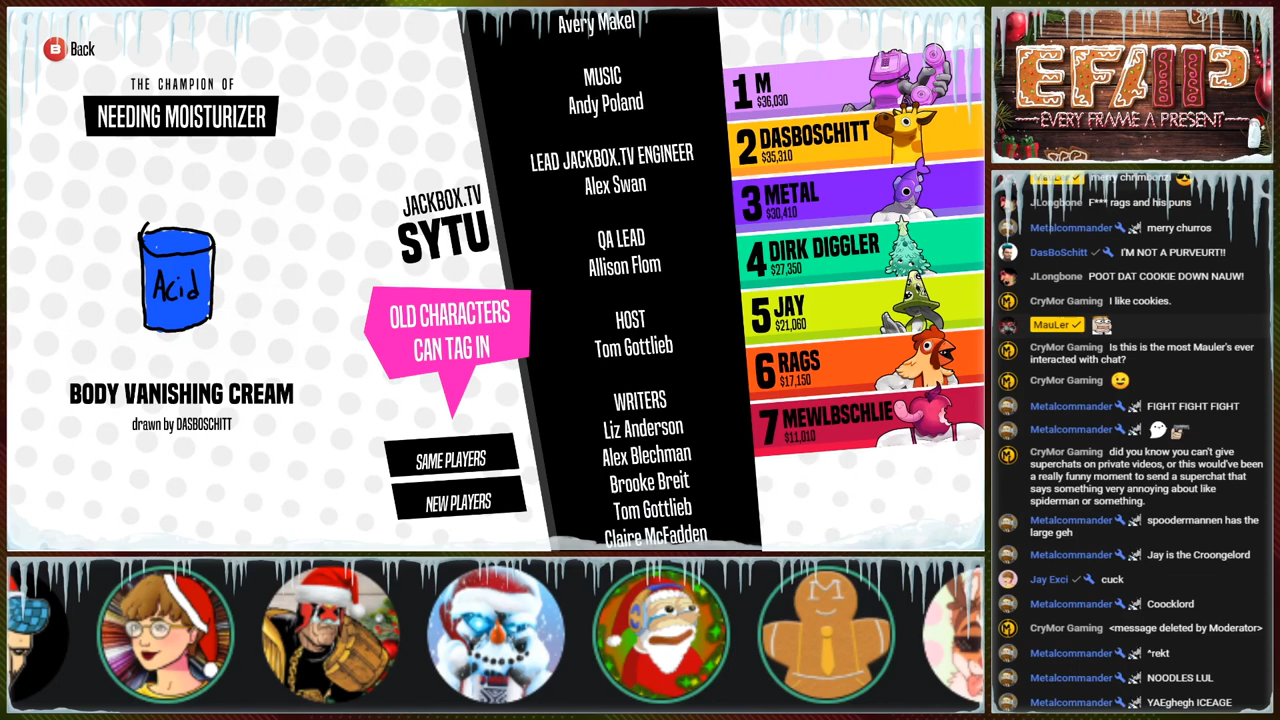 B Back
THE CHAMPION OF
NEEDING MOISTURIZER
Acid
BODY VANISHING CREAM
drawn by DASBOSCHITT
JACKBOX.TV
SYTU
OLD CHARACTERS
CAN TAG IN
SAME PLAYERS
NEW PLAYERS
Avery Makel
MUSIC
Andy Poland
LEAD JACKBOX.TV ENGINEER
Alex Swan
QA LEAD
Allison Flom
HOST
Tom Gottlieb
WRITERS
Liz Anderson
Alex Blechman
Brooke Breit
Tom Gottlieb
Claire McFadden
1 M
$36,030
2 DASBOSCHITT
$35,310
3 METAL
$30,410
4 DIRK DIGGLER
$27,350
5 JAY
$21,060
6 RAGS
$17,150
7 MEWLBSCHLIE
$11,010
EFAP
EVERY FRAME A PRESENT
merry chrimbonzi
JLongbone F*** rags and his puns
Metalcommander merry churros
DasBoSchitt I'M NOT A PURVEURT!!
JLongbone POOT DAT COOKIE DOWN NAUW!
CryMor Gaming I like cookies.
MauLer
CryMor Gaming Is this is the most Mauler's ever
interacted with chat?
CryMor Gaming
Metalcommander FIGHT FIGHT FIGHT
Metalcommander
CryMor Gaming did you know you can't give
superchats on private videos, or this would've been
a really funny moment to send a superchat that
says something very annoying about like
spiderman or something.
Metalcommander spoodermannen has the
large geh
Metalcommander Jay is the Croongelord
Jay Exci cuck
Metalcommander Coocklord
CryMor Gaming <message deleted by Moderator>
Metalcommander ^rekt
Metalcommander NOODLES LUL
Metalcommander YAEghegh ICEAGE
M